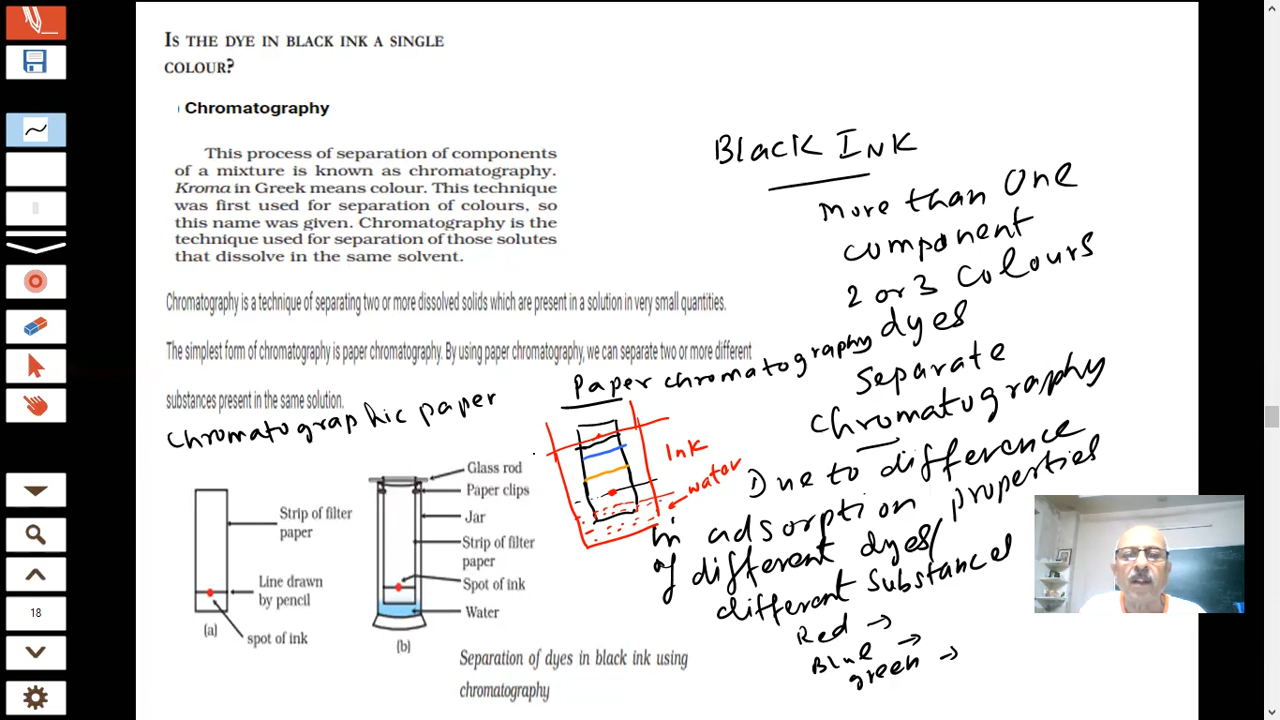 IS THE DYE IN BLACK INK A SINGLE
COLOUR?
Chromatography
This process of separation of components
of a mixture is known as chromatography.
Kroma in Greek means colour. This technique
was first used for separation of colours, so
this name was given. Chromatography is the
technique used for separation of those solutes
that dissolve in the same solvent.
Chromatography is a technique of separating two or more dissolved solids which are present in a solution in very small quantities.
The simplest form of chromatography is paper chromatography. By using paper chromatography, we can separate two or more different
substances present in the same solution.
Chromatographic paper
Strip of filter
paper
Line drawn
by pencil
spot of ink
(a)
Glass rod
Paper clips
Jar
Strip of filter
paper
Spot of ink
Water
(b)
Separation of dyes in black ink using
chromatography
Paper chromatography
Ink
water
Black INK
More than One
component
2 or 3 Colours
dyes
Separate
Chromatography
Due to difference
in adsorption properties
of different dyes/
different Substances
Red →
Blue →
green →
18